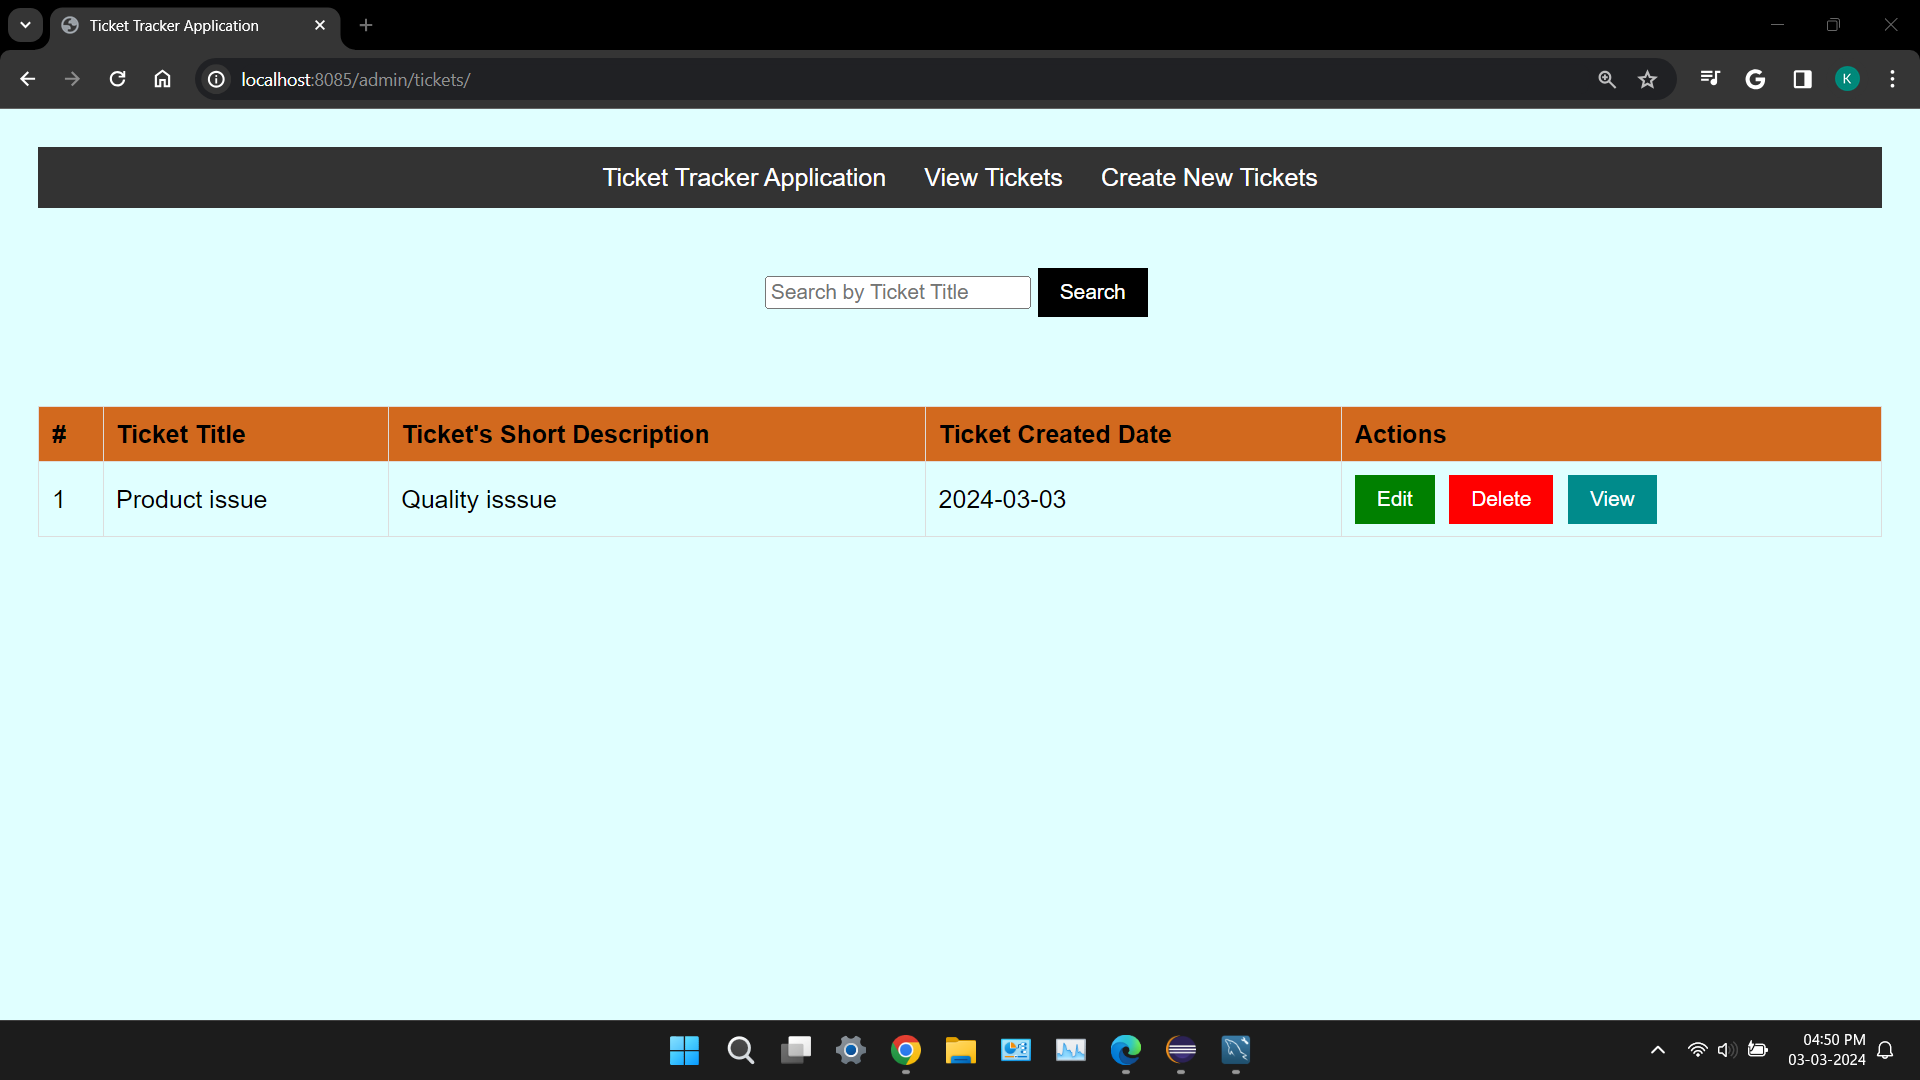 Ticket Tracker Application
localhost:8085/admin/tickets/
K
Ticket Tracker Application View Tickets Create New Tickets
Search by Ticket Title Search
# Ticket Title Ticket's Short Description Ticket Created Date Actions
1 Product issue Quality isssue 2024-03-03 Edit Delete View
04:50 PM
03-03-2024